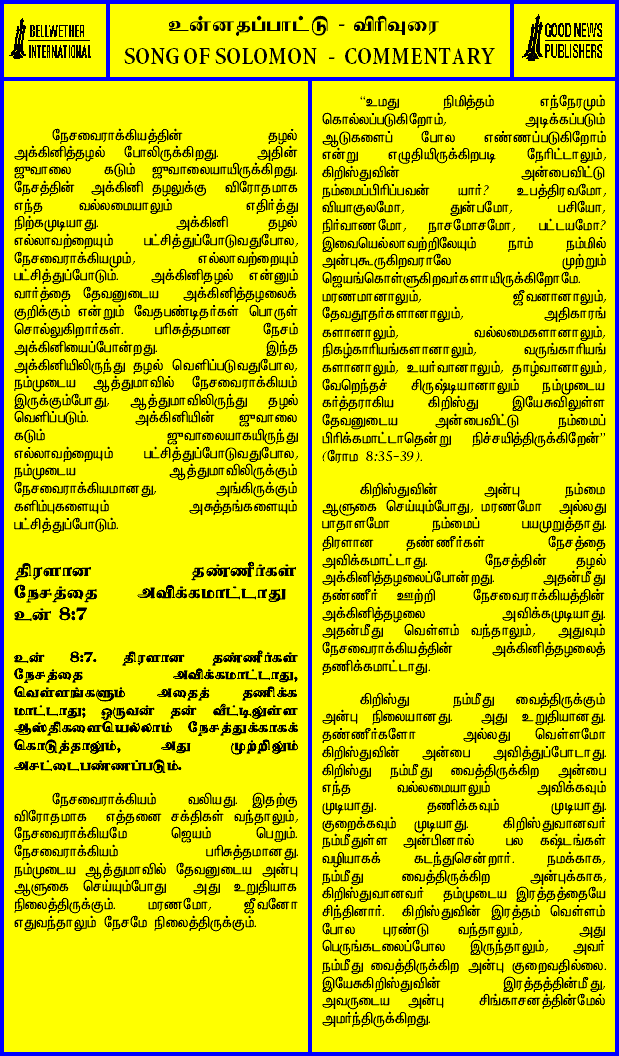 BELLWETHER
INTERNATIONAL
உன்னதப்பாட்டு - விரிவுரை
SONG OF SOLOMON - COMMENTARY
GOOD NEWS
PUBLISHERS
நேசவைராக்கியத்தின் தழல்
அக்கினித்தழல் போலிருக்கிறது. அதின்
ஜுவாலை கடும் ஜுவாலையாயிருக்கிறது.
நேசத்தின் அக்கினி தழலுக்கு விரோதமாக
எந்த வல்லமையாலும் எதிர்த்து
நிற்கமுடியாது. அக்கினி தழல்
எல்லாவற்றையும் பட்சித்துப்போடுவதுபோல,
நேசவைராக்கியமும், எல்லாவற்றையும்
பட்சித்துப்போடும். அக்கினிதழல் என்னும்
வார்த்தை தேவனுடைய அக்கினித்தழலைக்
குறிக்கும் என்றும் வேதபண்டிதர்கள் பொருள்
சொல்லுகிறார்கள். பரிசுத்தமான நேசம்
அக்கினியைப்போன்றது. இந்த
அக்கினியிலிருந்து தழல் வெளிப்படுவதுபோல,
நம்முடைய ஆத்துமாவில் நேசவைராக்கியம்
இருக்கும்போது, ஆத்துமாவிலிருந்து தழல்
வெளிப்படும். அக்கினியின் ஜுவாலை
கடும் ஜுவாலையாகயிருந்து
எல்லாவற்றையும் பட்சித்துப்போடுவதுபோல,
நம்முடைய ஆத்துமாவிலிருக்கும்
நேசவைராக்கியமானது, அங்கிருக்கும்
களிம்புகளையும் அசுத்தங்களையும்
பட்சித்துப்போடும்.
திரளான தண்ணீர்கள்
நேசத்தை அவிக்கமாட்டாது
உன் 8:7
உன் 8:7. திரளான தண்ணீர்கள்
நேசத்தை அவிக்கமாட்டாது,
வெள்ளங்களும் அதைத் தணிக்க
மாட்டாது; ஒருவன் தன் வீட்டிலுள்ள
ஆஸ்திகளையெல்லாம் நேசத்துக்காகக்
கொடுத்தாலும், அது முற்றிலும்
அசட்டைபண்ணப்படும்.
நேசவைராக்கியம் வலியது. இதற்கு
விரோதமாக எத்தனை சக்திகள் வந்தாலும்,
நேசவைராக்கியமே ஜெயம் பெறும்.
நேசவைராக்கியம் பரிசுத்தமானது.
நம்முடைய ஆத்துமாவில் தேவனுடைய அன்பு
ஆளுகை செய்யும்போது அது உறுதியாக
நிலைத்திருக்கும். மரணமோ, ஜீவனோ
எதுவந்தாலும் நேசமே நிலைத்திருக்கும்.
“உமது நிமித்தம் எந்நேரமும்
கொல்லப்படுகிறோம், அடிக்கப்படும்
ஆடுகளைப் போல எண்ணப்படுகிறோம்
என்று எழுதியிருக்கிறபடி நேரிட்டாலும்,
கிறிஸ்துவின் அன்பைவிட்டு
நம்மைப்பிரிப்பவன் யார்? உபத்திரவமோ,
வியாகுலமோ, துன்பமோ, பசியோ,
நிர்வாணமோ, நாசமோசமோ, பட்டயமோ?
இவையெல்லாவற்றிலேயும் நாம் நம்மில்
அன்புகூருகிறவராலே முற்றும்
ஜெயங்கொள்ளுகிறவர்களாயிருக்கிறோமே.
மரணமானாலும், ஜீவனானாலும்,
தேவதூதர்களானாலும், அதிகாரங்
களானாலும், வல்லமைகளானாலும்,
நிகழ்காரியங்களானாலும், வருங்காரியங்
களானாலும், உயர்வானாலும், தாழ்வானாலும்,
வேறெந்தச் சிருஷ்டியானாலும் நம்முடைய
கர்த்தராகிய கிறிஸ்து இயேசுவிலுள்ள
தேவனுடைய அன்பைவிட்டு நம்மைப்
பிரிக்கமாட்டாதென்று நிச்சயித்திருக்கிறேன்”
(ரோம 8:35-39).
கிறிஸ்துவின் அன்பு நம்மை
ஆளுகை செய்யும்போது, மரணமோ அல்லது
பாதாளமோ நம்மைப் பயமுறுத்தாது.
திரளான தண்ணீர்கள் நேசத்தை
அவிக்கமாட்டாது. நேசத்தின் தழல்
அக்கினித்தழலைப்போன்றது. அதன்மீது
தண்ணீர் ஊற்றி நேசவைராக்கியத்தின்
அக்கினித்தழலை அவிக்கமுடியாது.
அதன்மீது வெள்ளம் வந்தாலும், அதுவும்
நேசவைராக்கியத்தின் அக்கினித்தழலைத்
தணிக்கமாட்டாது.
கிறிஸ்து நம்மீது வைத்திருக்கும்
அன்பு நிலையானது. அது உறுதியானது.
தண்ணீர்களோ அல்லது வெள்ளமோ
கிறிஸ்துவின் அன்பை அவித்துப்போடாது.
கிறிஸ்து நம்மீது வைத்திருக்கிற அன்பை
எந்த வல்லமையாலும் அவிக்கவும்
முடியாது. தணிக்கவும் முடியாது.
குறைக்கவும் முடியாது. கிறிஸ்துவானவர்
நம்மீதுள்ள அன்பினால் பல கஷ்டங்கள்
வழியாகக் கடந்துசென்றார். நமக்காக,
நம்மீது வைத்திருக்கிற அன்புக்காக,
கிறிஸ்துவானவர் தம்முடைய இரத்தத்தையே
சிந்தினார். கிறிஸ்துவின் இரத்தம் வெள்ளம்
போல புரண்டு வந்தாலும், அது
பெருங்கடலைப்போல இருந்தாலும், அவர்
நம்மீது வைத்திருக்கிற அன்பு குறைவதில்லை.
இயேசுகிறிஸ்துவின் இரத்தத்தின்மீது,
அவருடைய அன்பு சிங்காசனத்தின்மேல்
அமர்ந்திருக்கிறது.